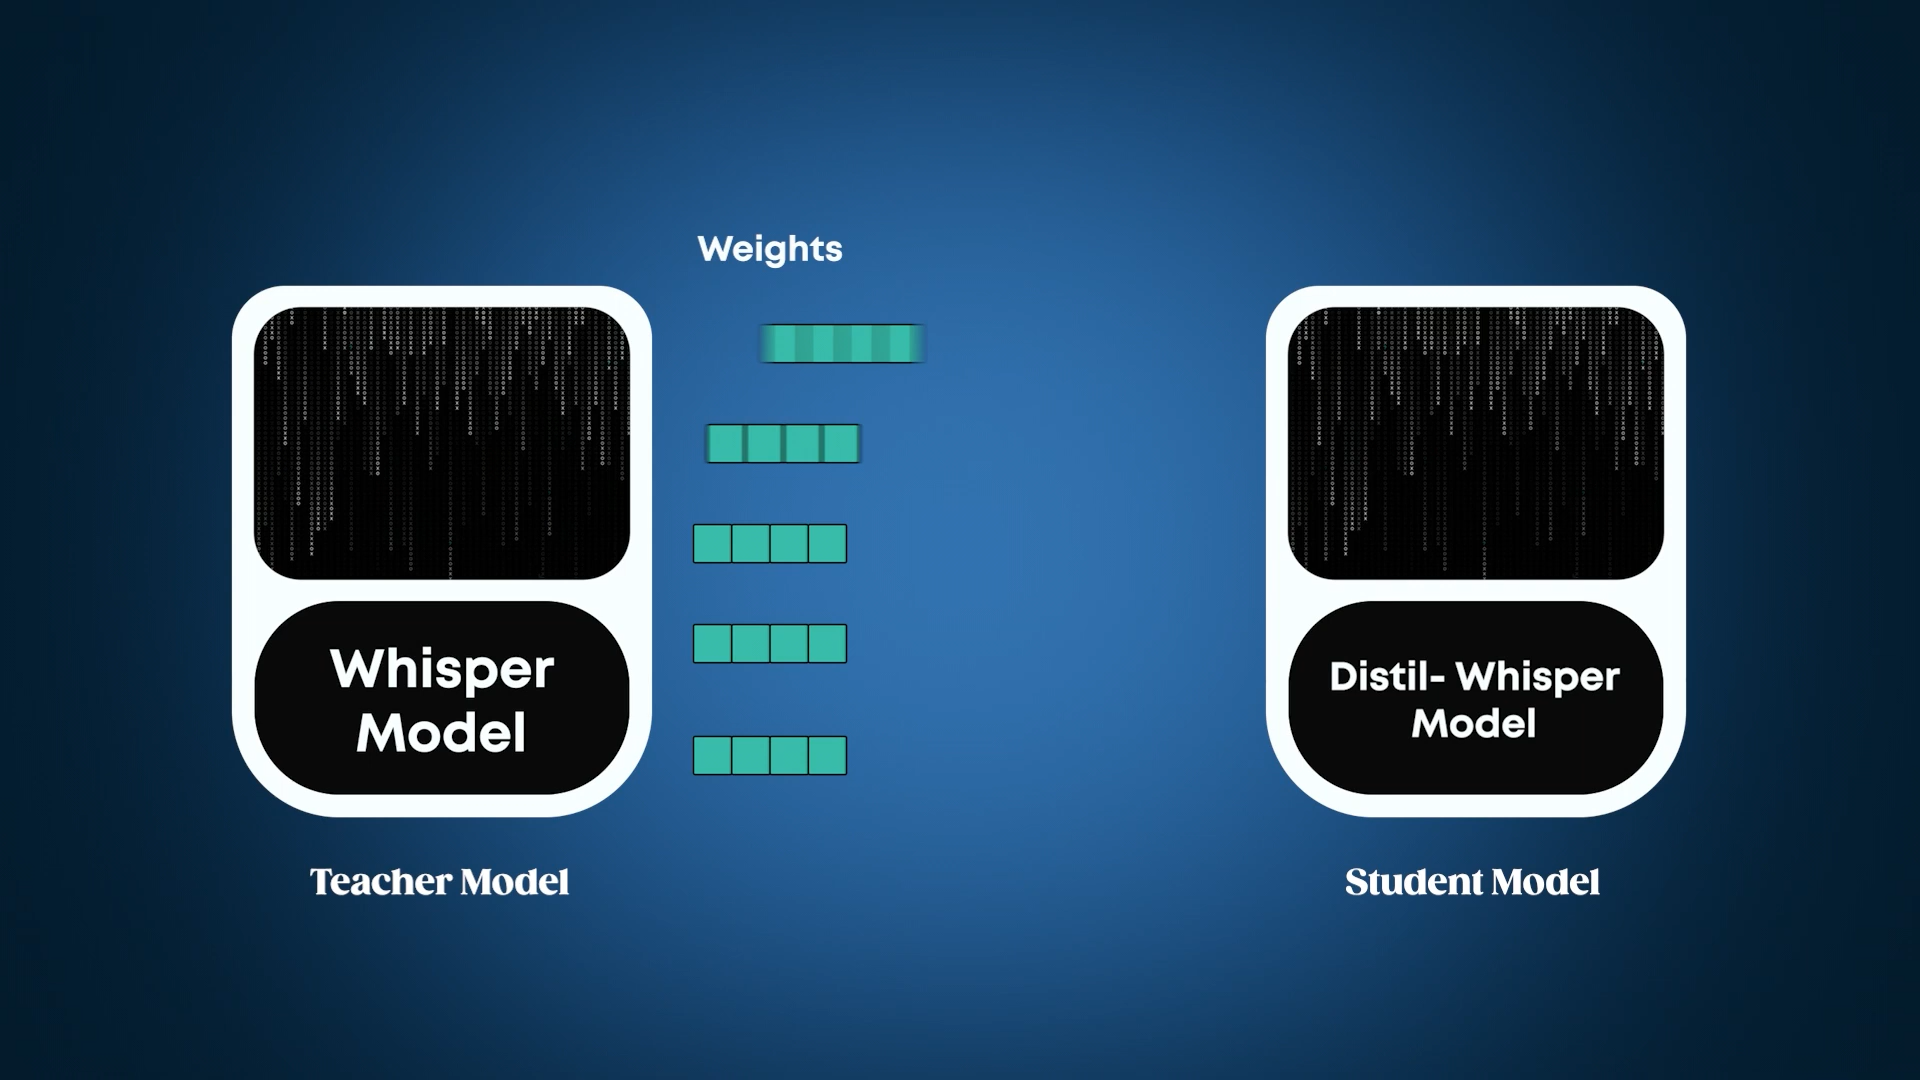 Weights
Whisper
Model
Distil- Whisper
Model
Teacher Model
Student Model